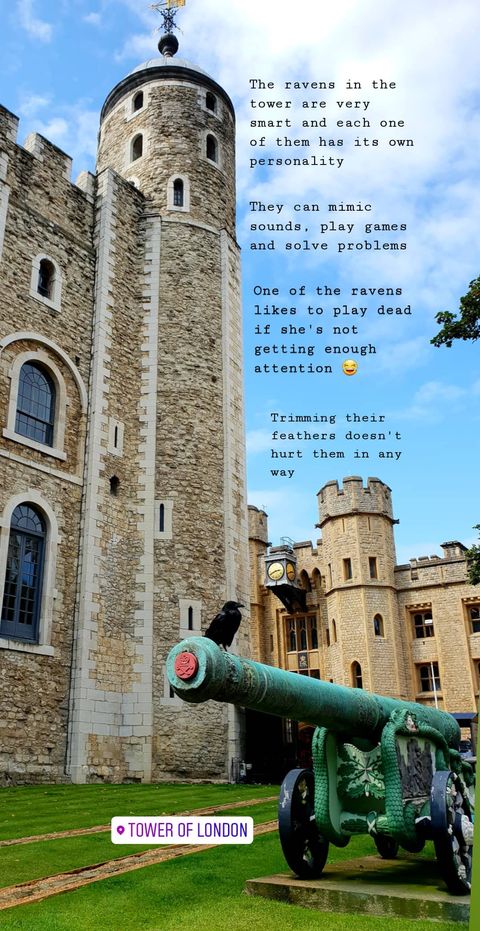 The ravens in the
tower are very
smart and each one
of them has its own
personality
They can mimic
sounds, play games
and solve problems
One of the ravens
likes to play dead
if she's not
getting enough
attention 😂
Trimming their
feathers doesn't
hurt them in any
way
TOWER OF LONDON